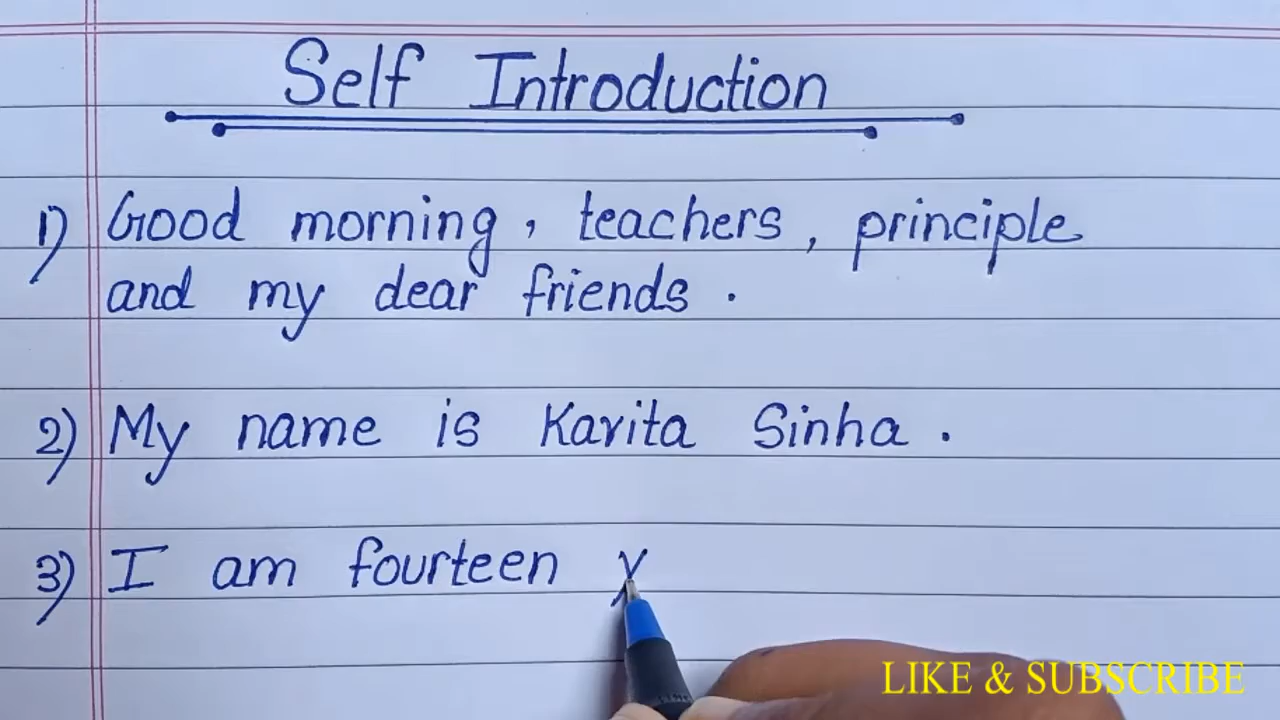 Self Introduction
1) Good morning, teachers, principle
and my dear friends.
2) My name is Kavita Sinha.
3) I am fourteen y
LIKE & SUBSCRIBE